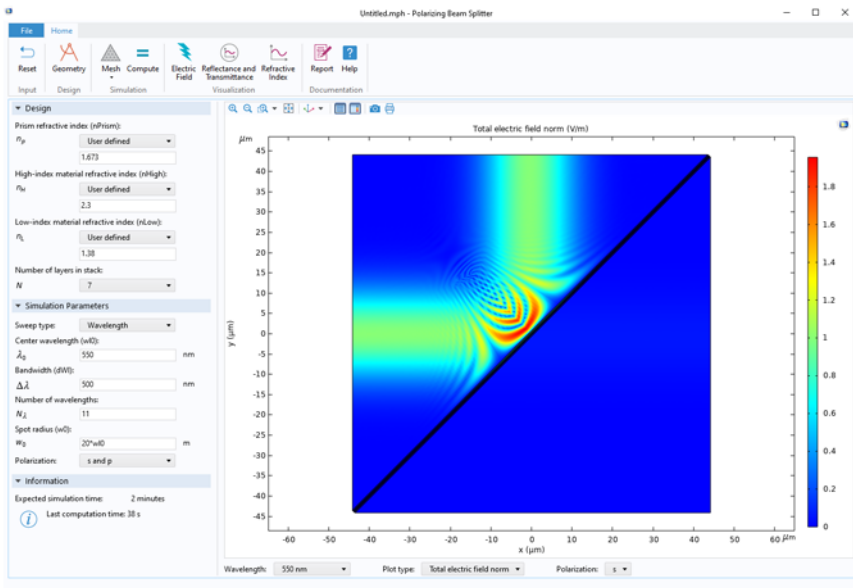 Untitled.mph - Polarizing Beam Splitter
File Home
Reset Geometry Mesh Compute Electric Field Reflectance and Transmittance Refractive Index Report Help
Input Design Simulation Visualization Documentation
Design
Prism refractive index (nPrism):
nP User defined
1.673
High-index material refractive index (nHigh):
nH User defined
2.3
Low-index material refractive index (nLow):
nL User defined
1.38
Number of layers in stack:
N 7
Simulation Parameters
Sweep type: Wavelength
Center wavelength (wl0):
λ0 550 nm
Bandwidth (dWl):
Δλ 500 nm
Number of wavelengths:
Nλ 11
Spot radius (w0):
w0 20*wl0 m
Polarization: s and p
Information
Expected simulation time: 2 minutes
Last computation time: 38 s
Total electric field norm (V/m)
μm
45
40
35
30
25
20
15
10
5
0
-5
-10
-15
-20
-25
-30
-35
-40
-45
y (μm)
-60 -50 -40 -30 -20 -10 0 10 20 30 40 50 60 μm
x (μm)
1.8
1.6
1.4
1.2
1
0.8
0.6
0.4
0.2
0
Wavelength: 550 nm Plot type: Total electric field norm Polarization: s